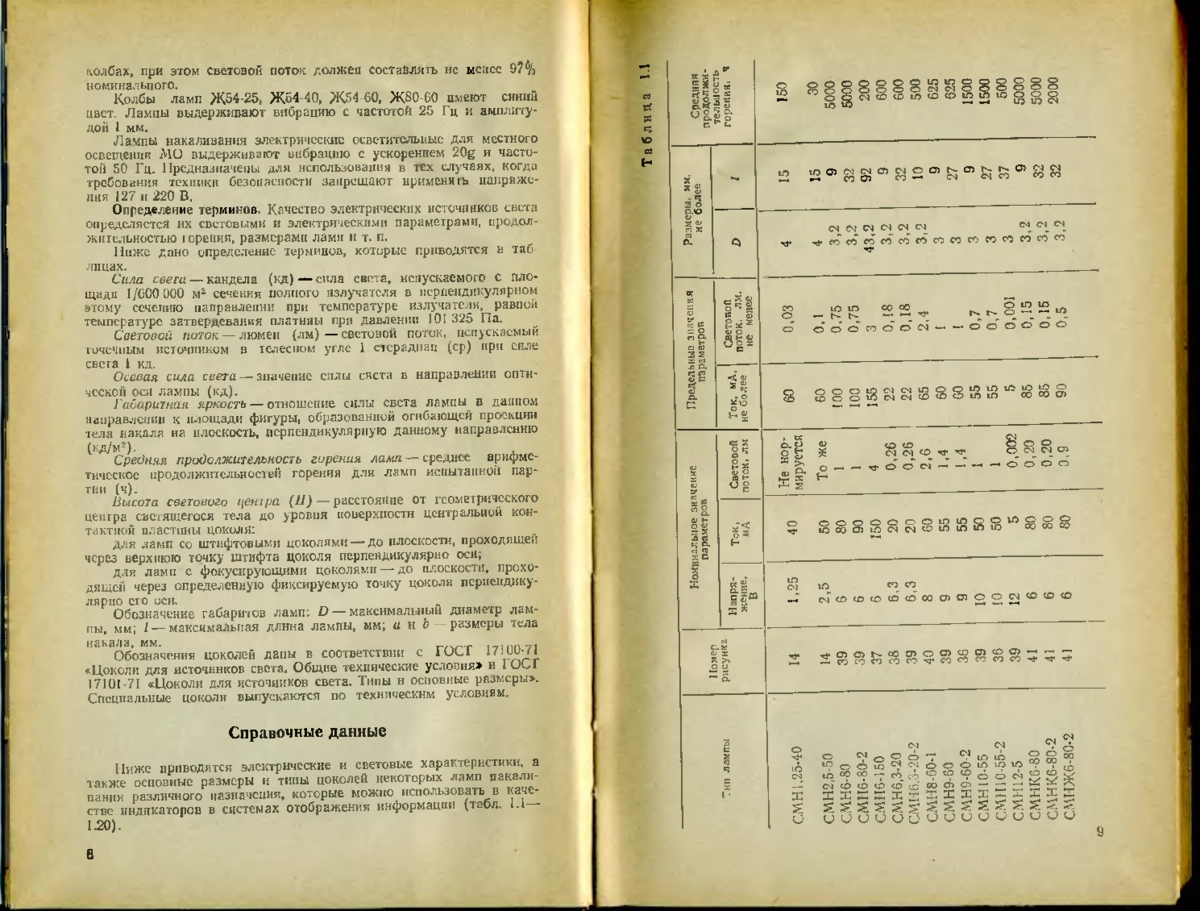 колбах, при этом световой поток должен составлять не менее 97%
номинального.
Колбы ламп Ж54-25, Ж54-40, Ж54-60, Ж80-60 имеют синий
цвет. Лампы выдерживают вибрацию с частотой 25 Гц и амплиту-
дой 1 мм.
Лампы накаливания электрические осветительные для местного
освещения МО выдерживают вибрацию с ускорением 20g и часто-
той 50 Гц. Предназначены для использования в тех случаях, когда
требования техники безопасности запрещают применять напряже-
ния 127 и 220 В.
Определение терминов. Качество электрических источников света
определяется их световыми и электрическими параметрами, продол-
жительностью горения, размерами ламп и т. п.
Ниже дано определение терминов, которые приводятся в таб-
лицах.
Сила света — кандела (кд) — сила света, испускаемого с пло-
щади 1/600 000 м² сечения полного излучателя в перпендикулярном
этому сечению направлении при температуре излучателя, равной
температуре затвердевания платины при давлении 101 325 Па.
Световой поток — люмен (лм) — световой поток, испускаемый
точечным источником в телесном угле 1 стерадиан (ср) при силе
света 1 кд.
Осевая сила света — значение силы света в направлении опти-
ческой оси лампы (кд).
Габаритная яркость — отношение силы света лампы в данном
направлении к площади фигуры, образованной огибающей проекции
тела накала на плоскость, перпендикулярную данному направлению
(кд/м²).
Средняя продолжительность горения ламп — среднее арифме-
тическое продолжительностей горения для ламп испытанной пар-
тии (ч).
Высота светового центра (H) — расстояние от геометрического
центра светящегося тела до уровня поверхности центральной кон-
тактной пластины цоколя:
для ламп со штифтовыми цоколями — до плоскости, проходящей
через верхнюю точку штифта цоколя перпендикулярно оси;
для ламп с фокусирующими цоколями — до плоскости, прохо-
дящей через определенную фиксируемую точку цоколя перпендику-
лярно его оси.
Обозначение габаритов ламп: D — максимальный диаметр лам-
пы, мм; l — максимальная длина лампы, мм; a и b — размеры тела
накала, мм.
Обозначения цоколей даны в соответствии с ГОСТ 17100-71
«Цоколи для источников света. Общие технические условия» и ГОСТ
17101-71 «Цоколи для источников света. Типы и основные размеры».
Специальные цоколи выпускаются по техническим условиям.
Справочные данные
Ниже приводятся электрические и световые характеристики, а
также основные размеры и типы цоколей некоторых ламп накали-
вания различного назначения, которые можно использовать в каче-
стве индикаторов в системах отображения информации (табл. 1.1—
1.20).
8
Таблица 1.1
Тип лампы
Номер рисунка
Номинальное значение параметров
Напря-жение, В
Ток, мА
Световой поток, лм
Предельные значения параметров
Ток, мА, не более
Световой поток, лм, не менее
Размеры, мм, не более
D
l
Средняя продолжи-тельность горения, ч
СМН1,25-40 14 1,25 40 Не нор-мируется 60 0,03 4 15 150
СМН2,5-50 14 2,5 50 То же 60 0,1 4 15 30
СМН6-80 39 6 80 1 100 0,75 3,2 9 5000
СМН6-80-2 39 6 90 1 100 0,75 3,2 32 5000
СМН6-150 37 6 150 4 155 3 43,2 92 200
СМН6,3-20 38 6,3 20 0,26 22 0,18 3,2 9 600
СМН6,3-20-2 39 6,3 20 0,26 22 0,18 3,2 32 600
СМН8-60-1 40 8 60 2,6 65 2,4 3,2 10 500
СМН9-60 39 9 55 1,4 60 1 3 9 625
СМН9-60-2 36 9 55 1,4 60 1 3 27 625
СМН10-55 39 10 50 1 55 0,7 3 9 1500
СМН10-55-2 36 10 50 1 55 0,7 3 27 1500
СМН12-5 39 12 5 0,002 5 0,001 3 37 500
СМНК6-80 41 6 80 0,20 85 0,15 3,2 9 5000
СМНК6-80-2 41 6 80 0,20 85 0,15 3,2 32 5000
СМНЖ6-80-2 41 6 80 0,9 90 0,5 3,2 32 2000
9